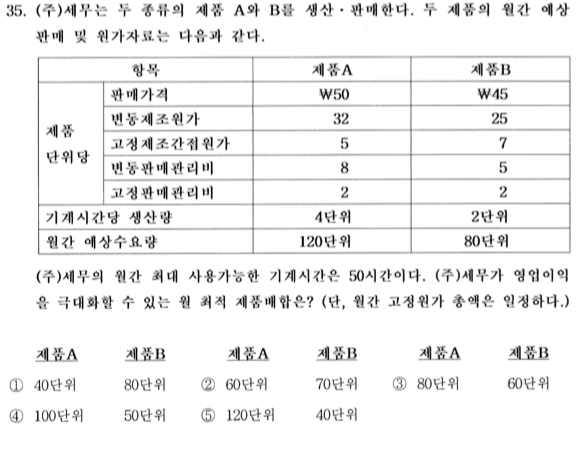 35. (주)세무는 두 종류의 제품 A와 B를 생산·판매한다. 두 제품의 월간 예상
판매 및 원가자료는 다음과 같다.
항목 제품A 제품B
제품 단위당 판매가격 ₩50 ₩45
변동제조원가 32 25
고정제조간접원가 5 7
변동판매관리비 8 5
고정판매관리비 2 2
기계시간당 생산량 4단위 2단위
월간 예상수요량 120단위 80단위
(주)세무의 월간 최대 사용가능한 기계시간은 50시간이다. (주)세무가 영업이익
을 극대화할 수 있는 월 최적 제품배합은? (단, 월간 고정원가 총액은 일정하다.)
제품A 제품B 제품A 제품B 제품A 제품B
① 40단위 80단위 ② 60단위 70단위 ③ 80단위 60단위
④ 100단위 50단위 ⑤ 120단위 40단위